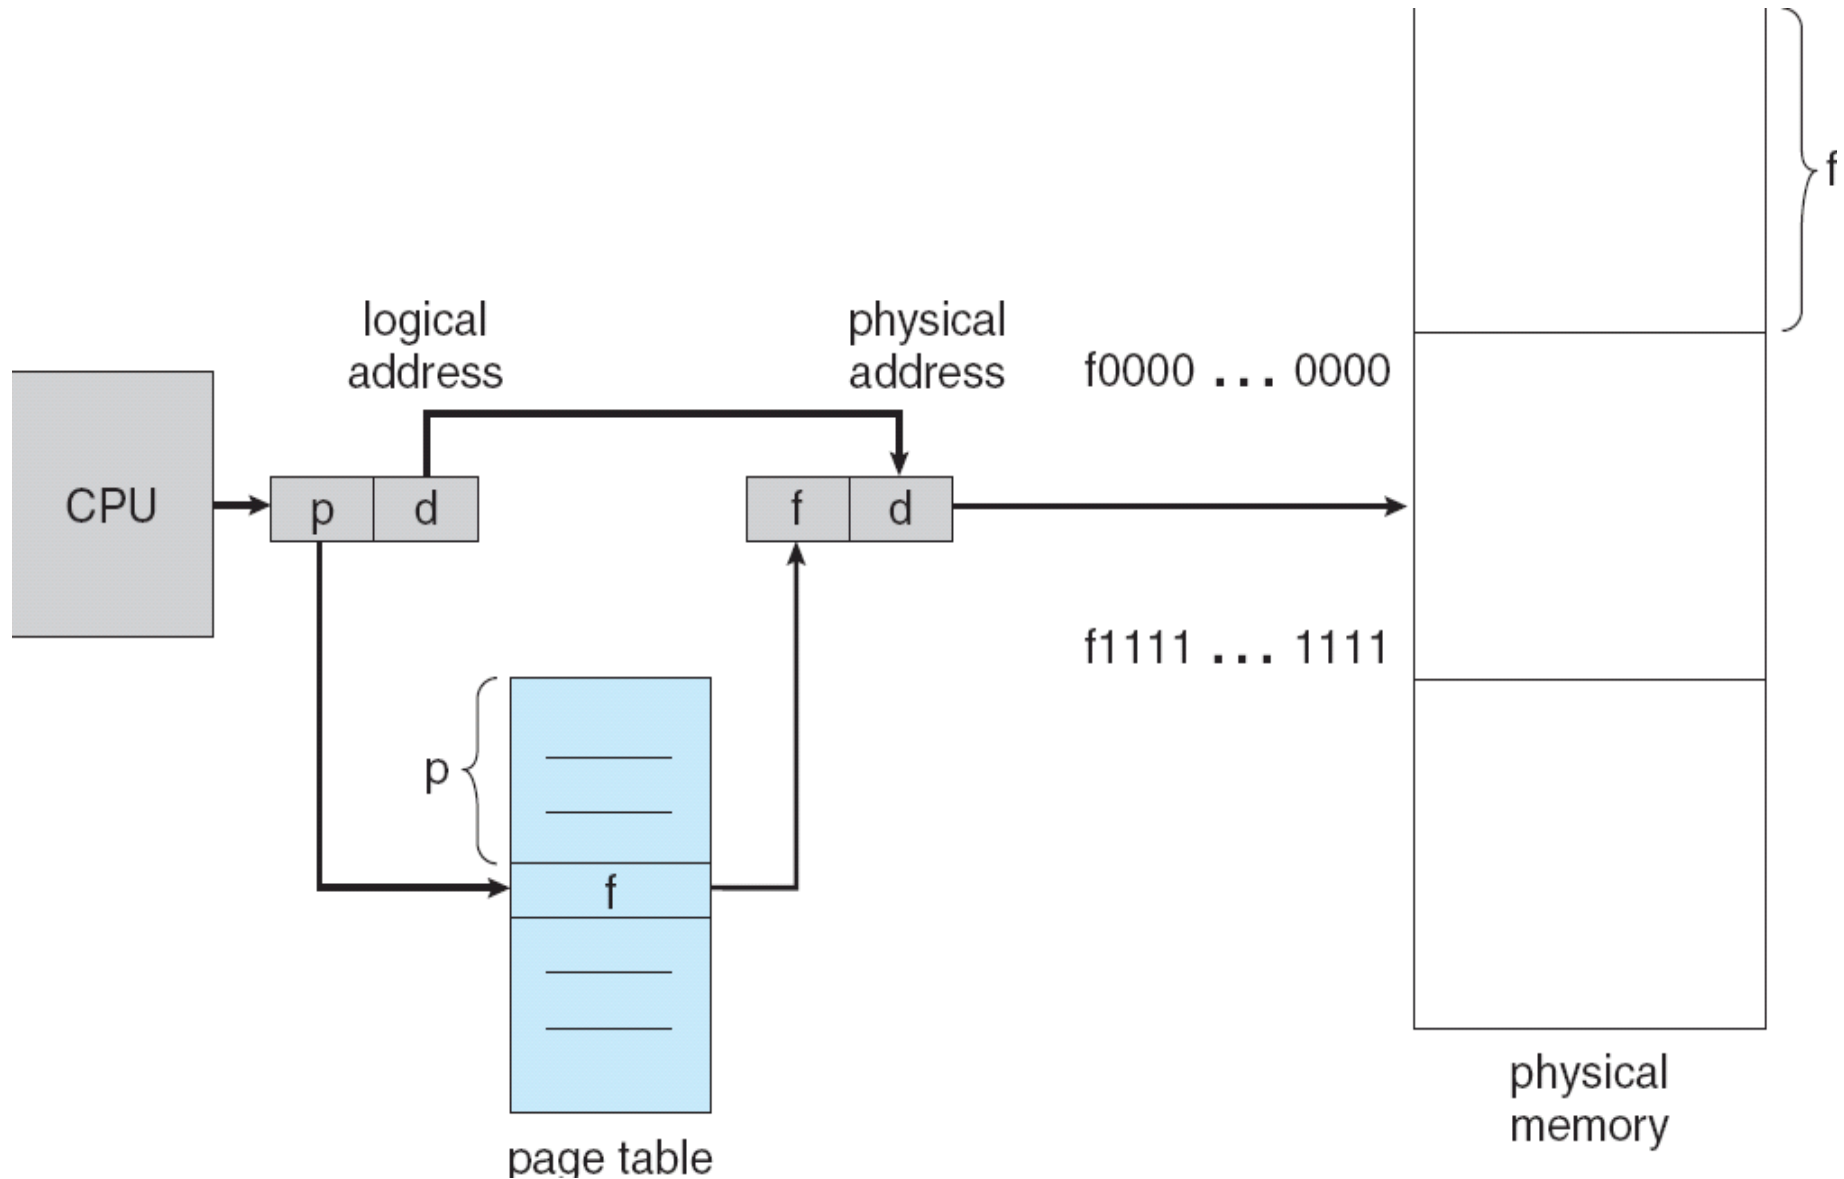 f
logical
address
physical
address
f0000 ... 0000
CPU
p
d
f
d
f1111 ... 1111
p
f
physical
memory
page table